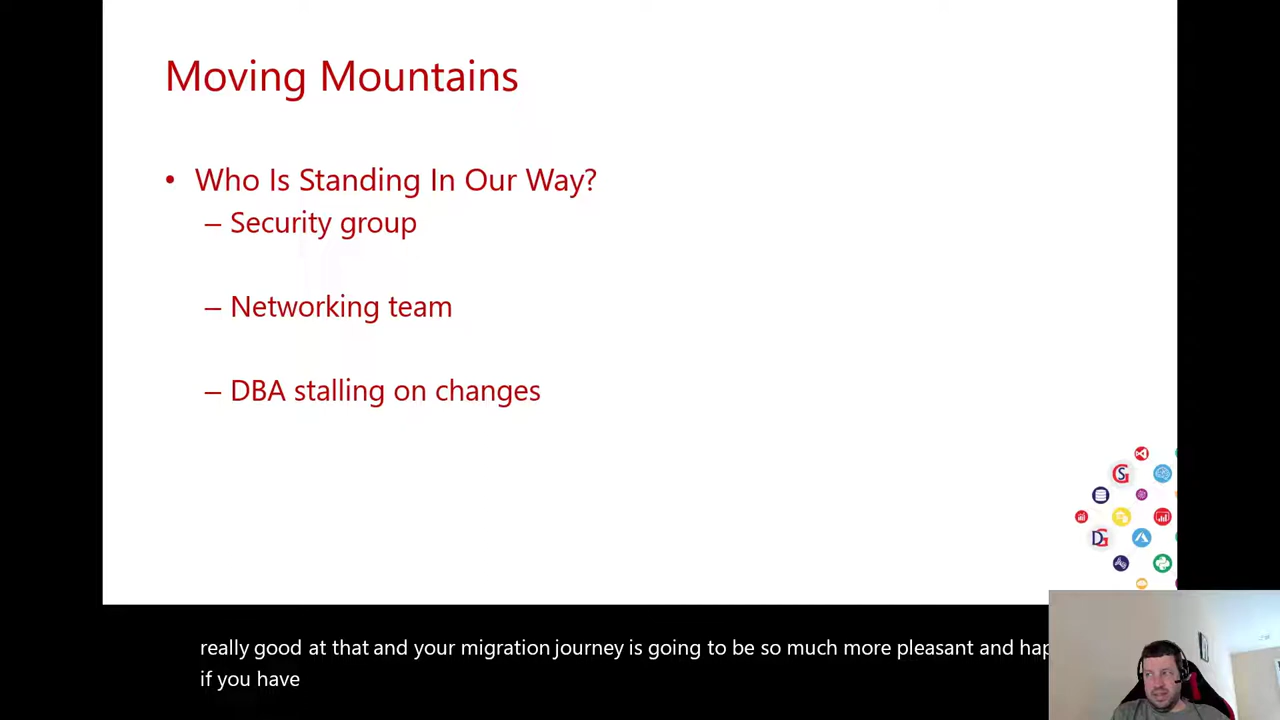 Moving Mountains
• Who Is Standing In Our Way?
– Security group
– Networking team
– DBA stalling on changes
really good at that and your migration journey is going to be so much more pleasant and
if you have